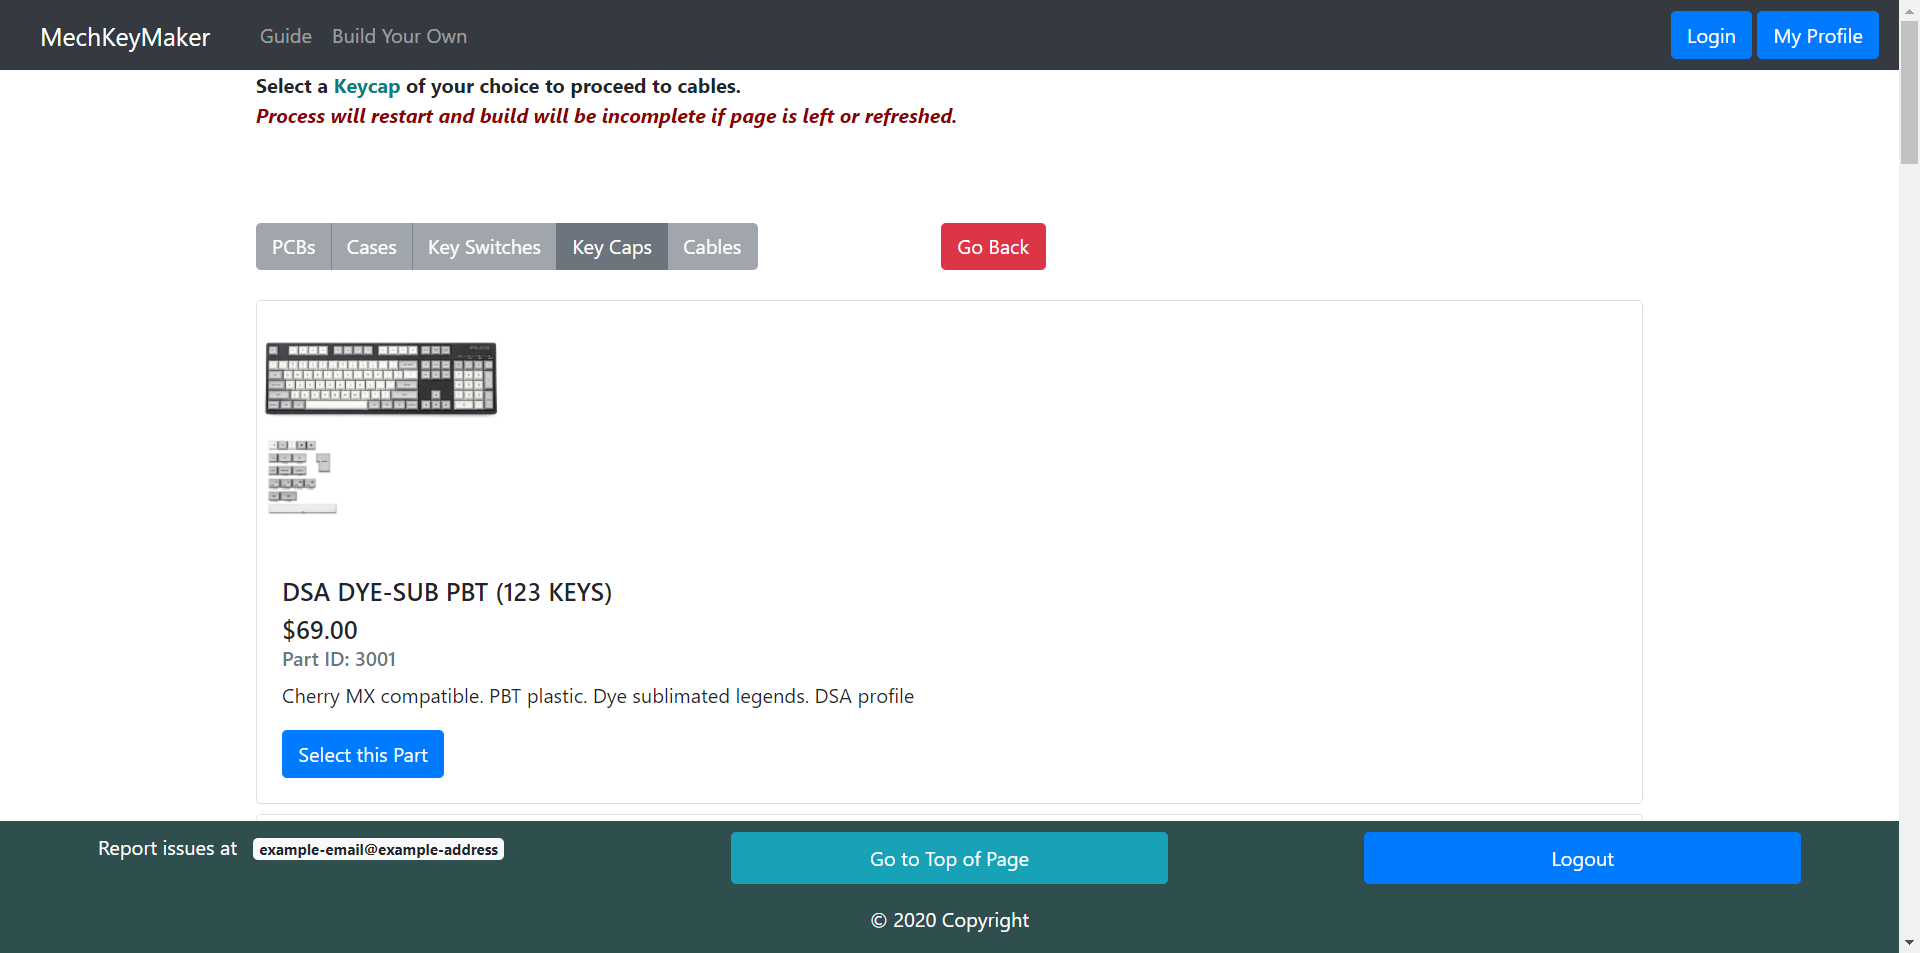 MechKeyMaker Guide Build Your Own Login My Profile
Select a Keycap of your choice to proceed to cables.
Process will restart and build will be incomplete if page is left or refreshed.
PCBs Cases Key Switches Key Caps Cables Go Back
DSA DYE-SUB PBT (123 KEYS)
$69.00
Part ID: 3001
Cherry MX compatible. PBT plastic. Dye sublimated legends. DSA profile
Select this Part
Report issues at example-email@example-address Go to Top of Page Logout
© 2020 Copyright